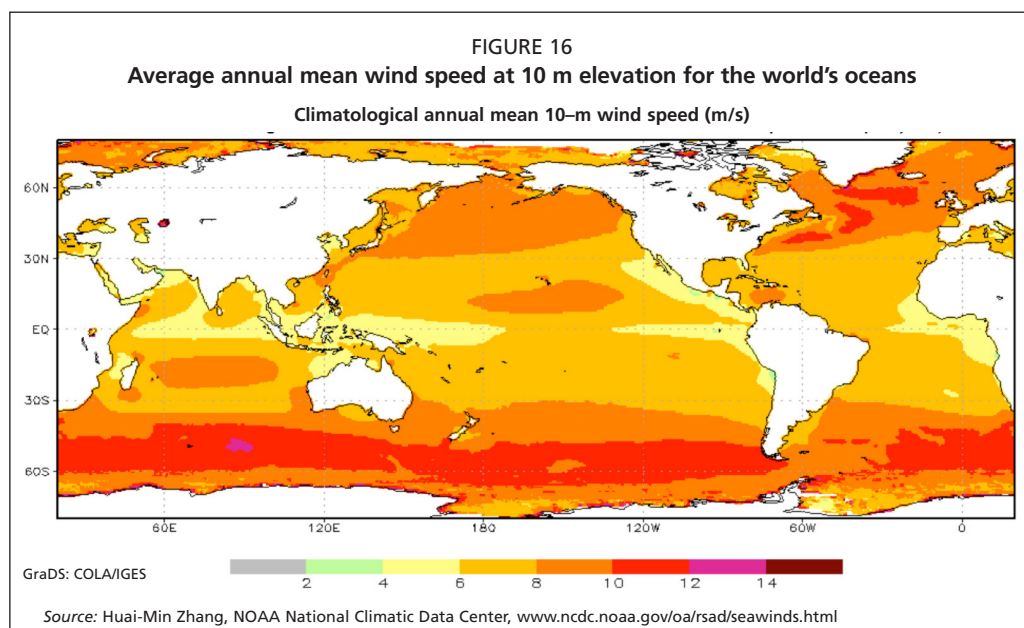 FIGURE 16
Average annual mean wind speed at 10 m elevation for the world's oceans
Climatological annual mean 10–m wind speed (m/s)
60N
30N
EQ
30S
60S
60E 120E 180 120W 60W 0
2 4 6 8 10 12 14
GraDS: COLA/IGES
Source: Huai-Min Zhang, NOAA National Climatic Data Center, www.ncdc.noaa.gov/oa/rsad/seawinds.html